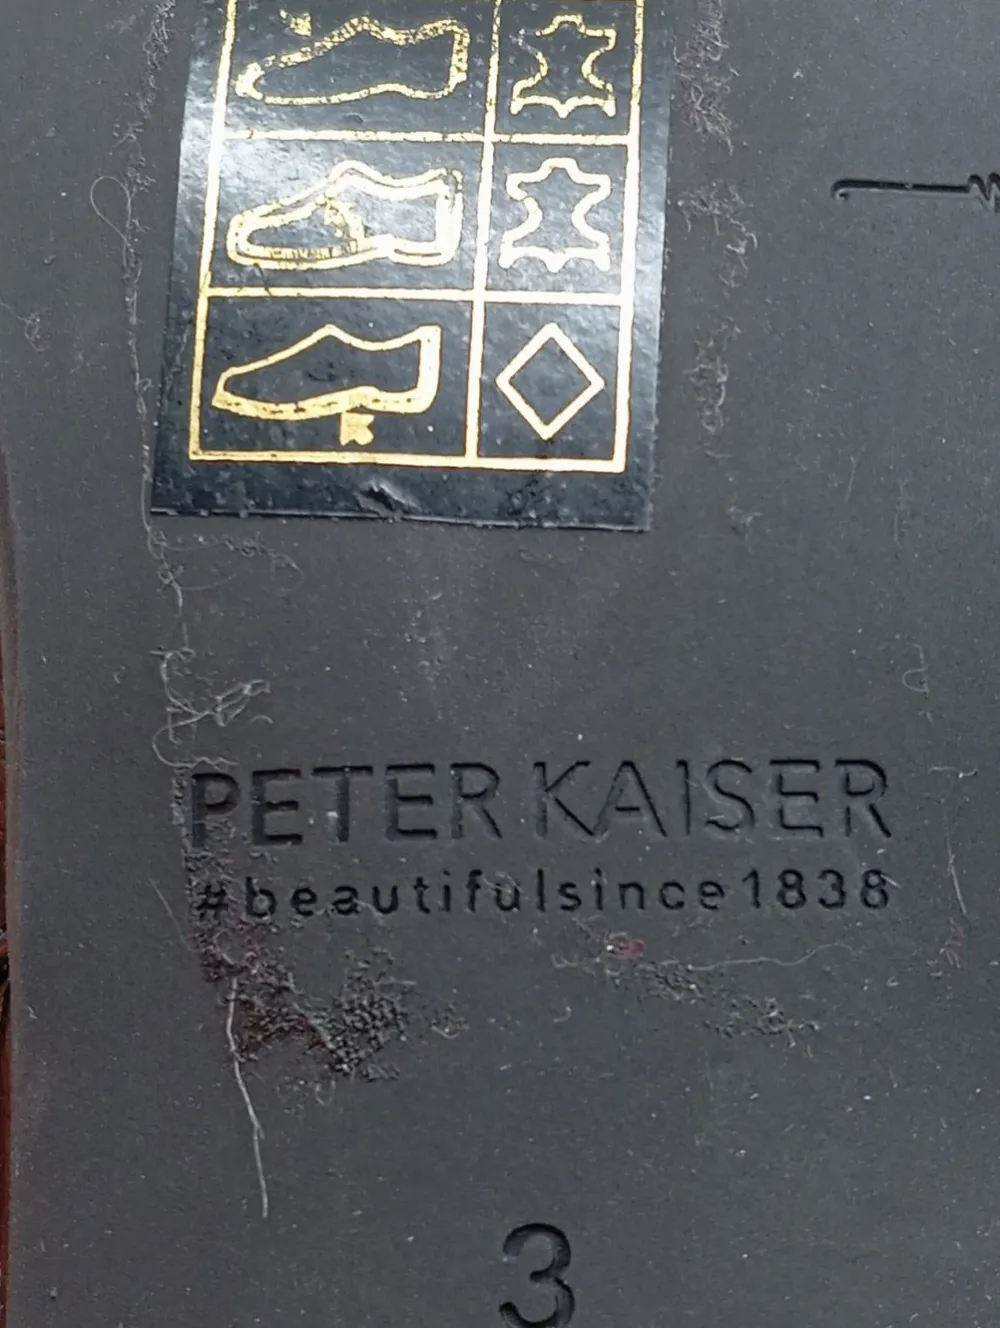 PETER KAISER
#beautifulsince1838
3